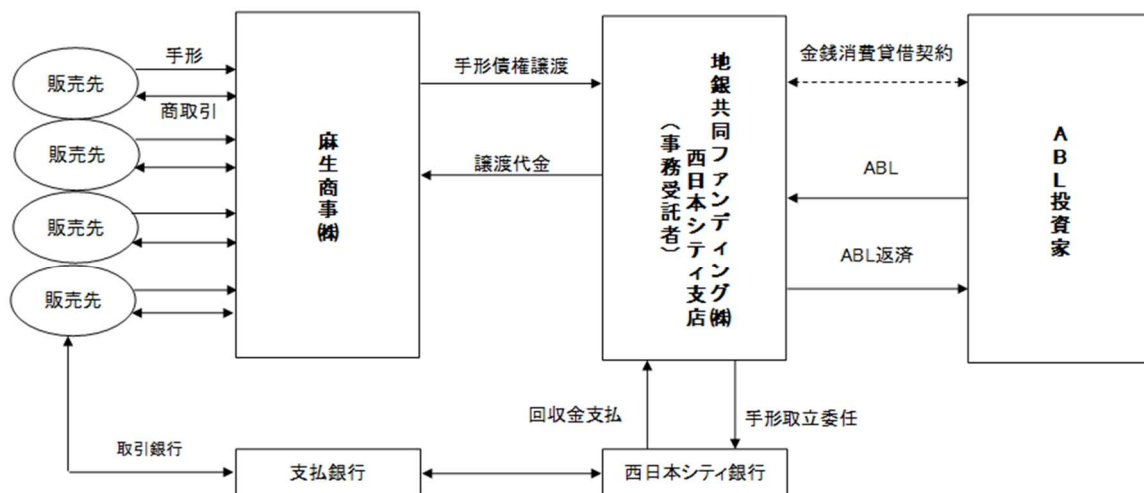 販売先
手形
商取引
販売先
販売先
販売先
麻生商事㈱
手形債権譲渡
譲渡代金
地銀共同ファンディング㈱
西日本シティ支店
（事務受託者）
金銭消費貸借契約
ABL
ABL返済
ABL投資家
回収金支払
手形取立委任
取引銀行
支払銀行
西日本シティ銀行